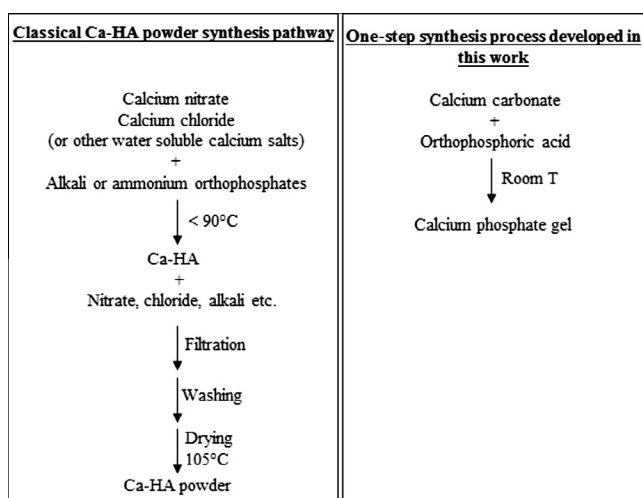 Classical Ca-HA powder synthesis pathway
Calcium nitrate
Calcium chloride
(or other water soluble calcium salts)
+
Alkali or ammonium orthophosphates
< 90°C
Ca-HA
+
Nitrate, chloride, alkali etc.
Filtration
Washing
Drying
105°C
Ca-HA powder
One-step synthesis process developed in
this work
Calcium carbonate
+
Orthophosphoric acid
Room T
Calcium phosphate gel